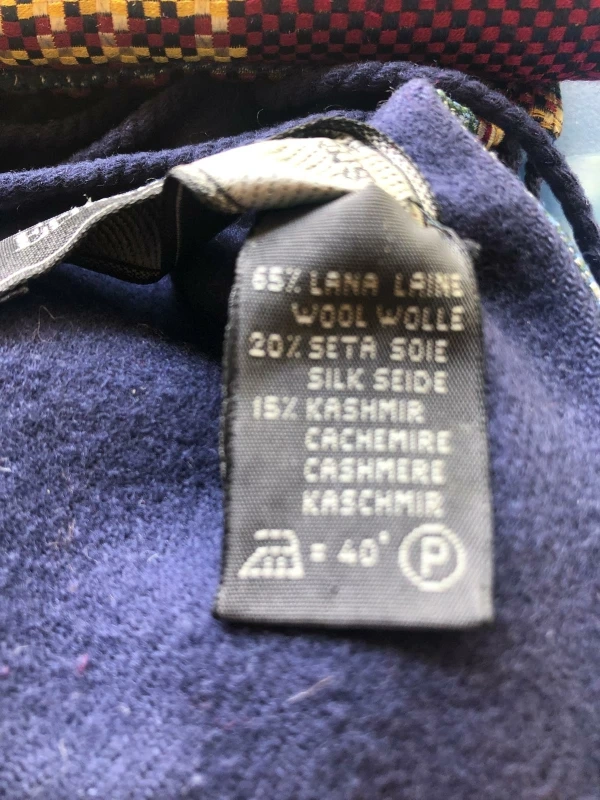 65% LANA LAINE
WOOL WOLLE
20% SETA SOIE
SILK SEIDE
15% KASHMIR
CACHEMIRE
CASHMERE
KASCHMIR
= 40° P